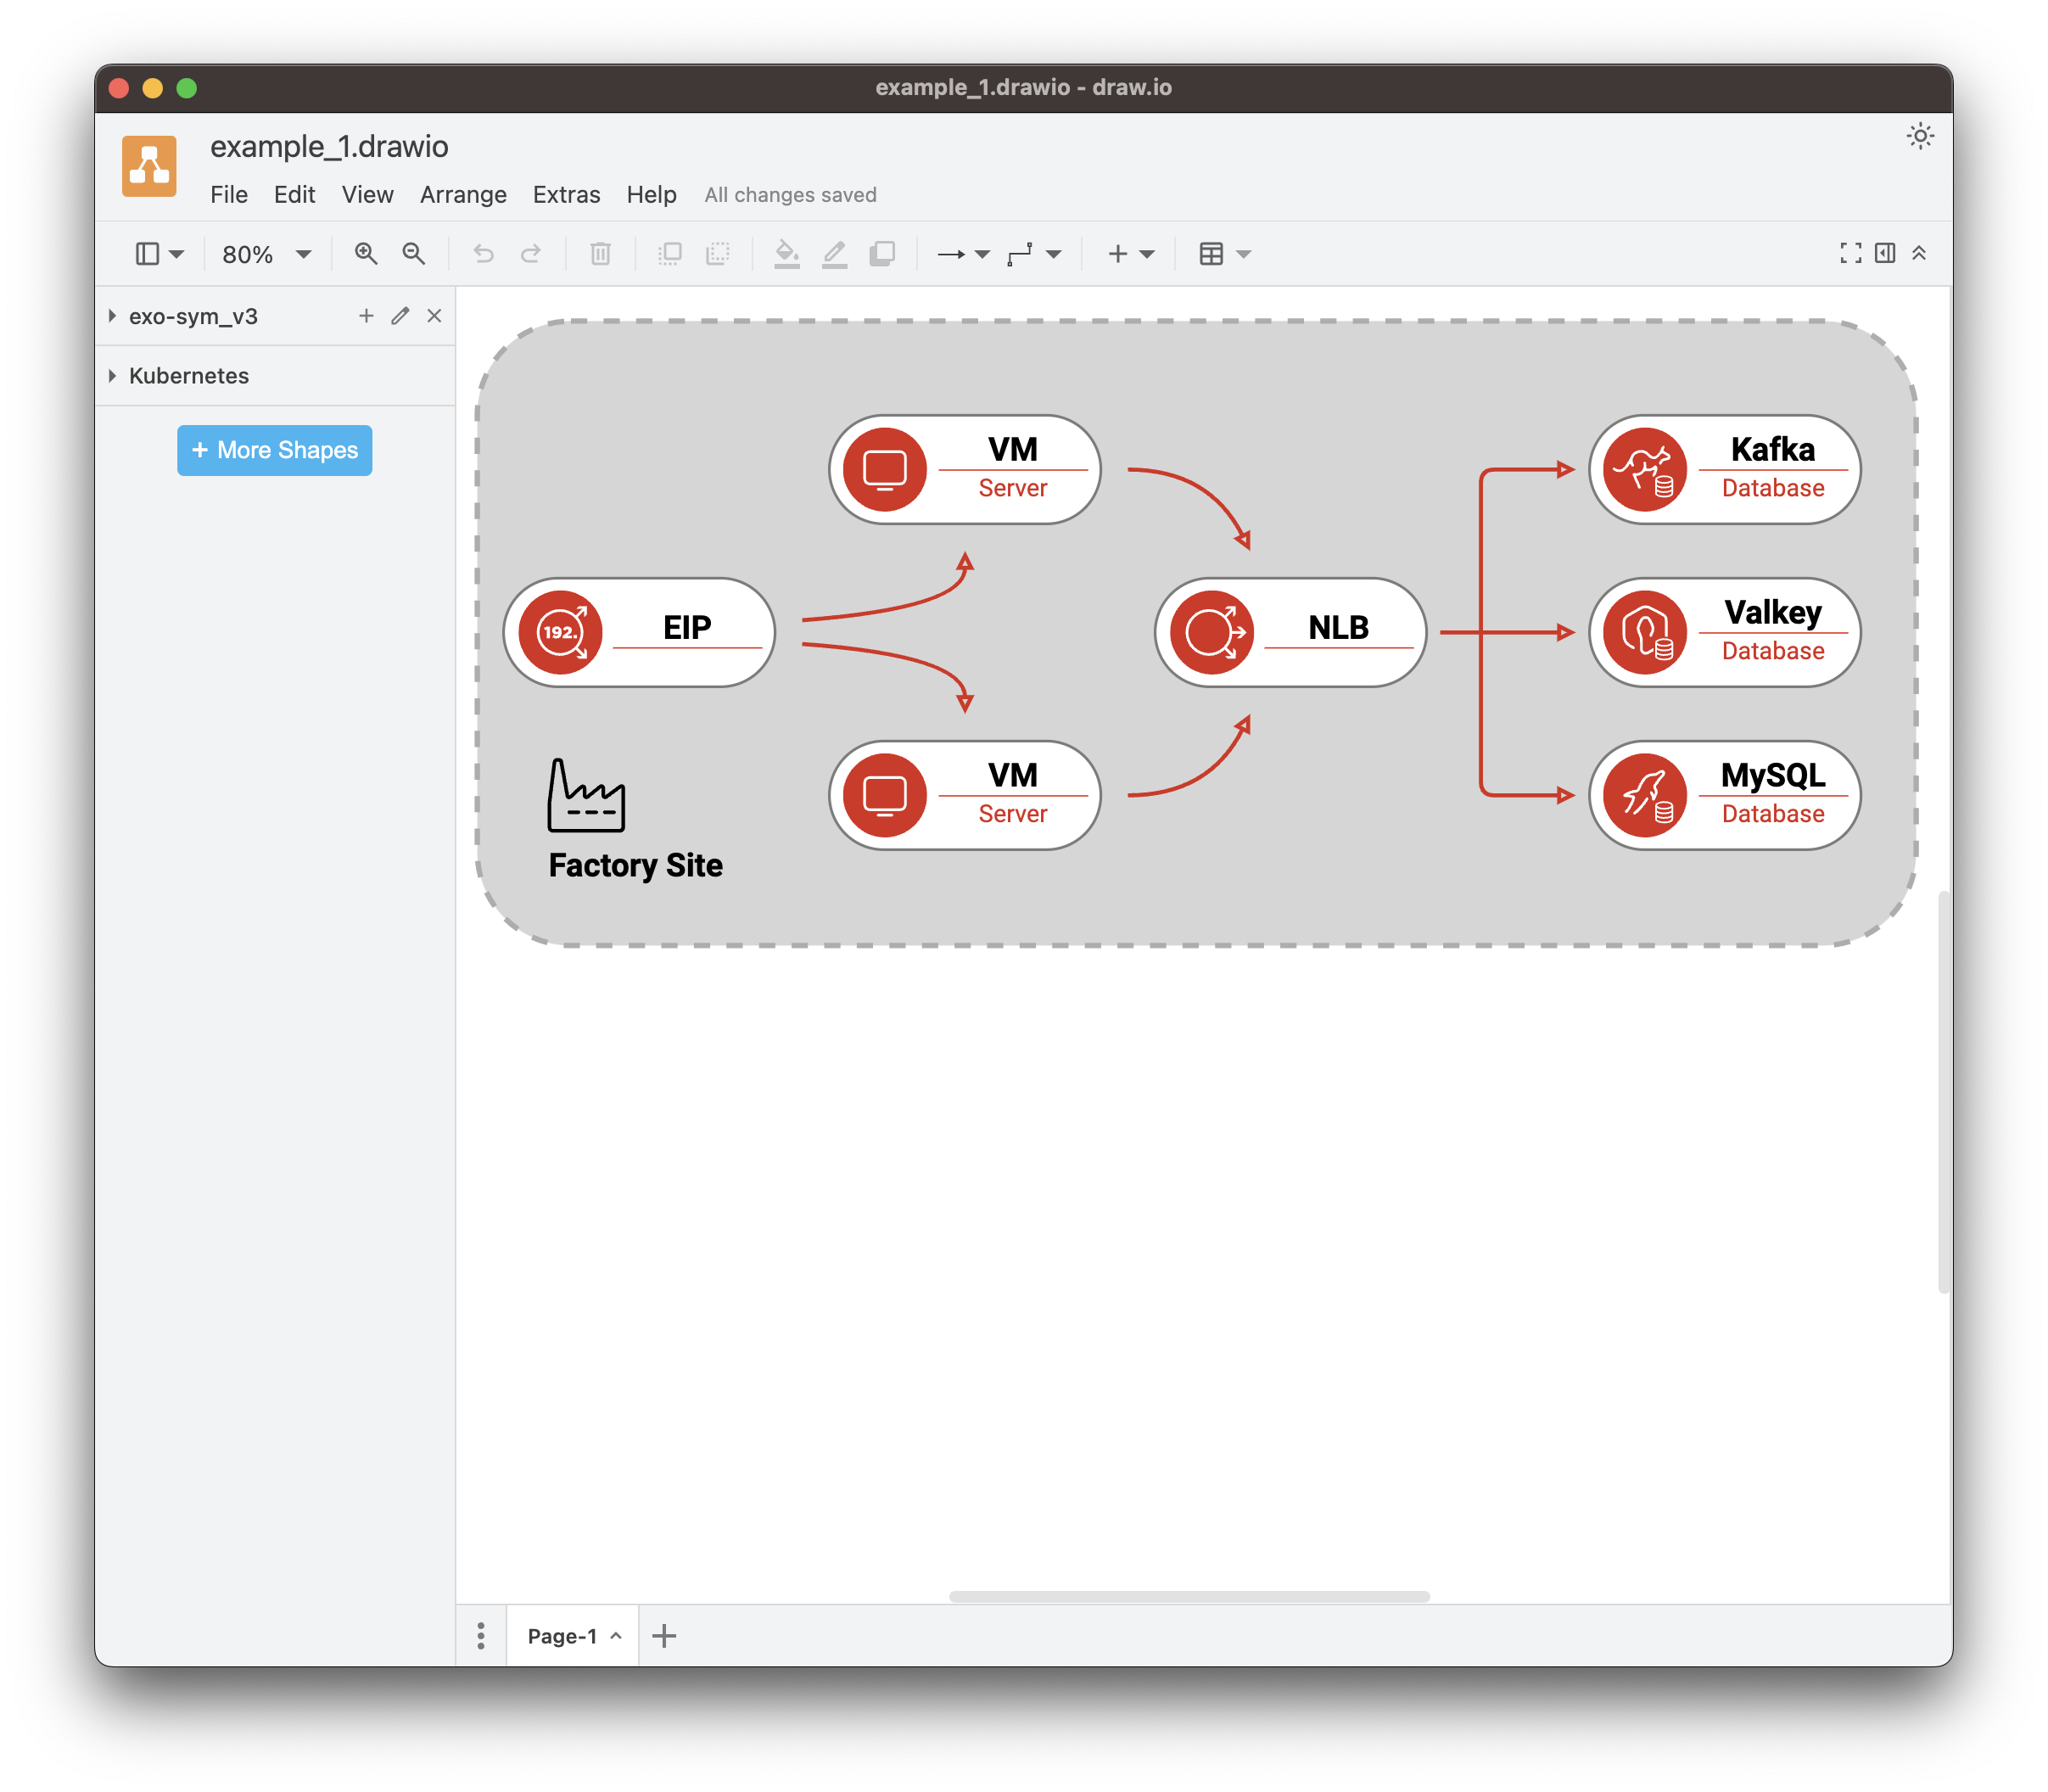 example_1.drawio - draw.io
example_1.drawio
File Edit View Arrange Extras Help All changes saved
80%
exo-sym_v3
Kubernetes
+ More Shapes
VM
Server
Kafka
Database
192.
EIP
NLB
Valkey
Database
VM
Server
MySQL
Database
Factory Site
Page-1